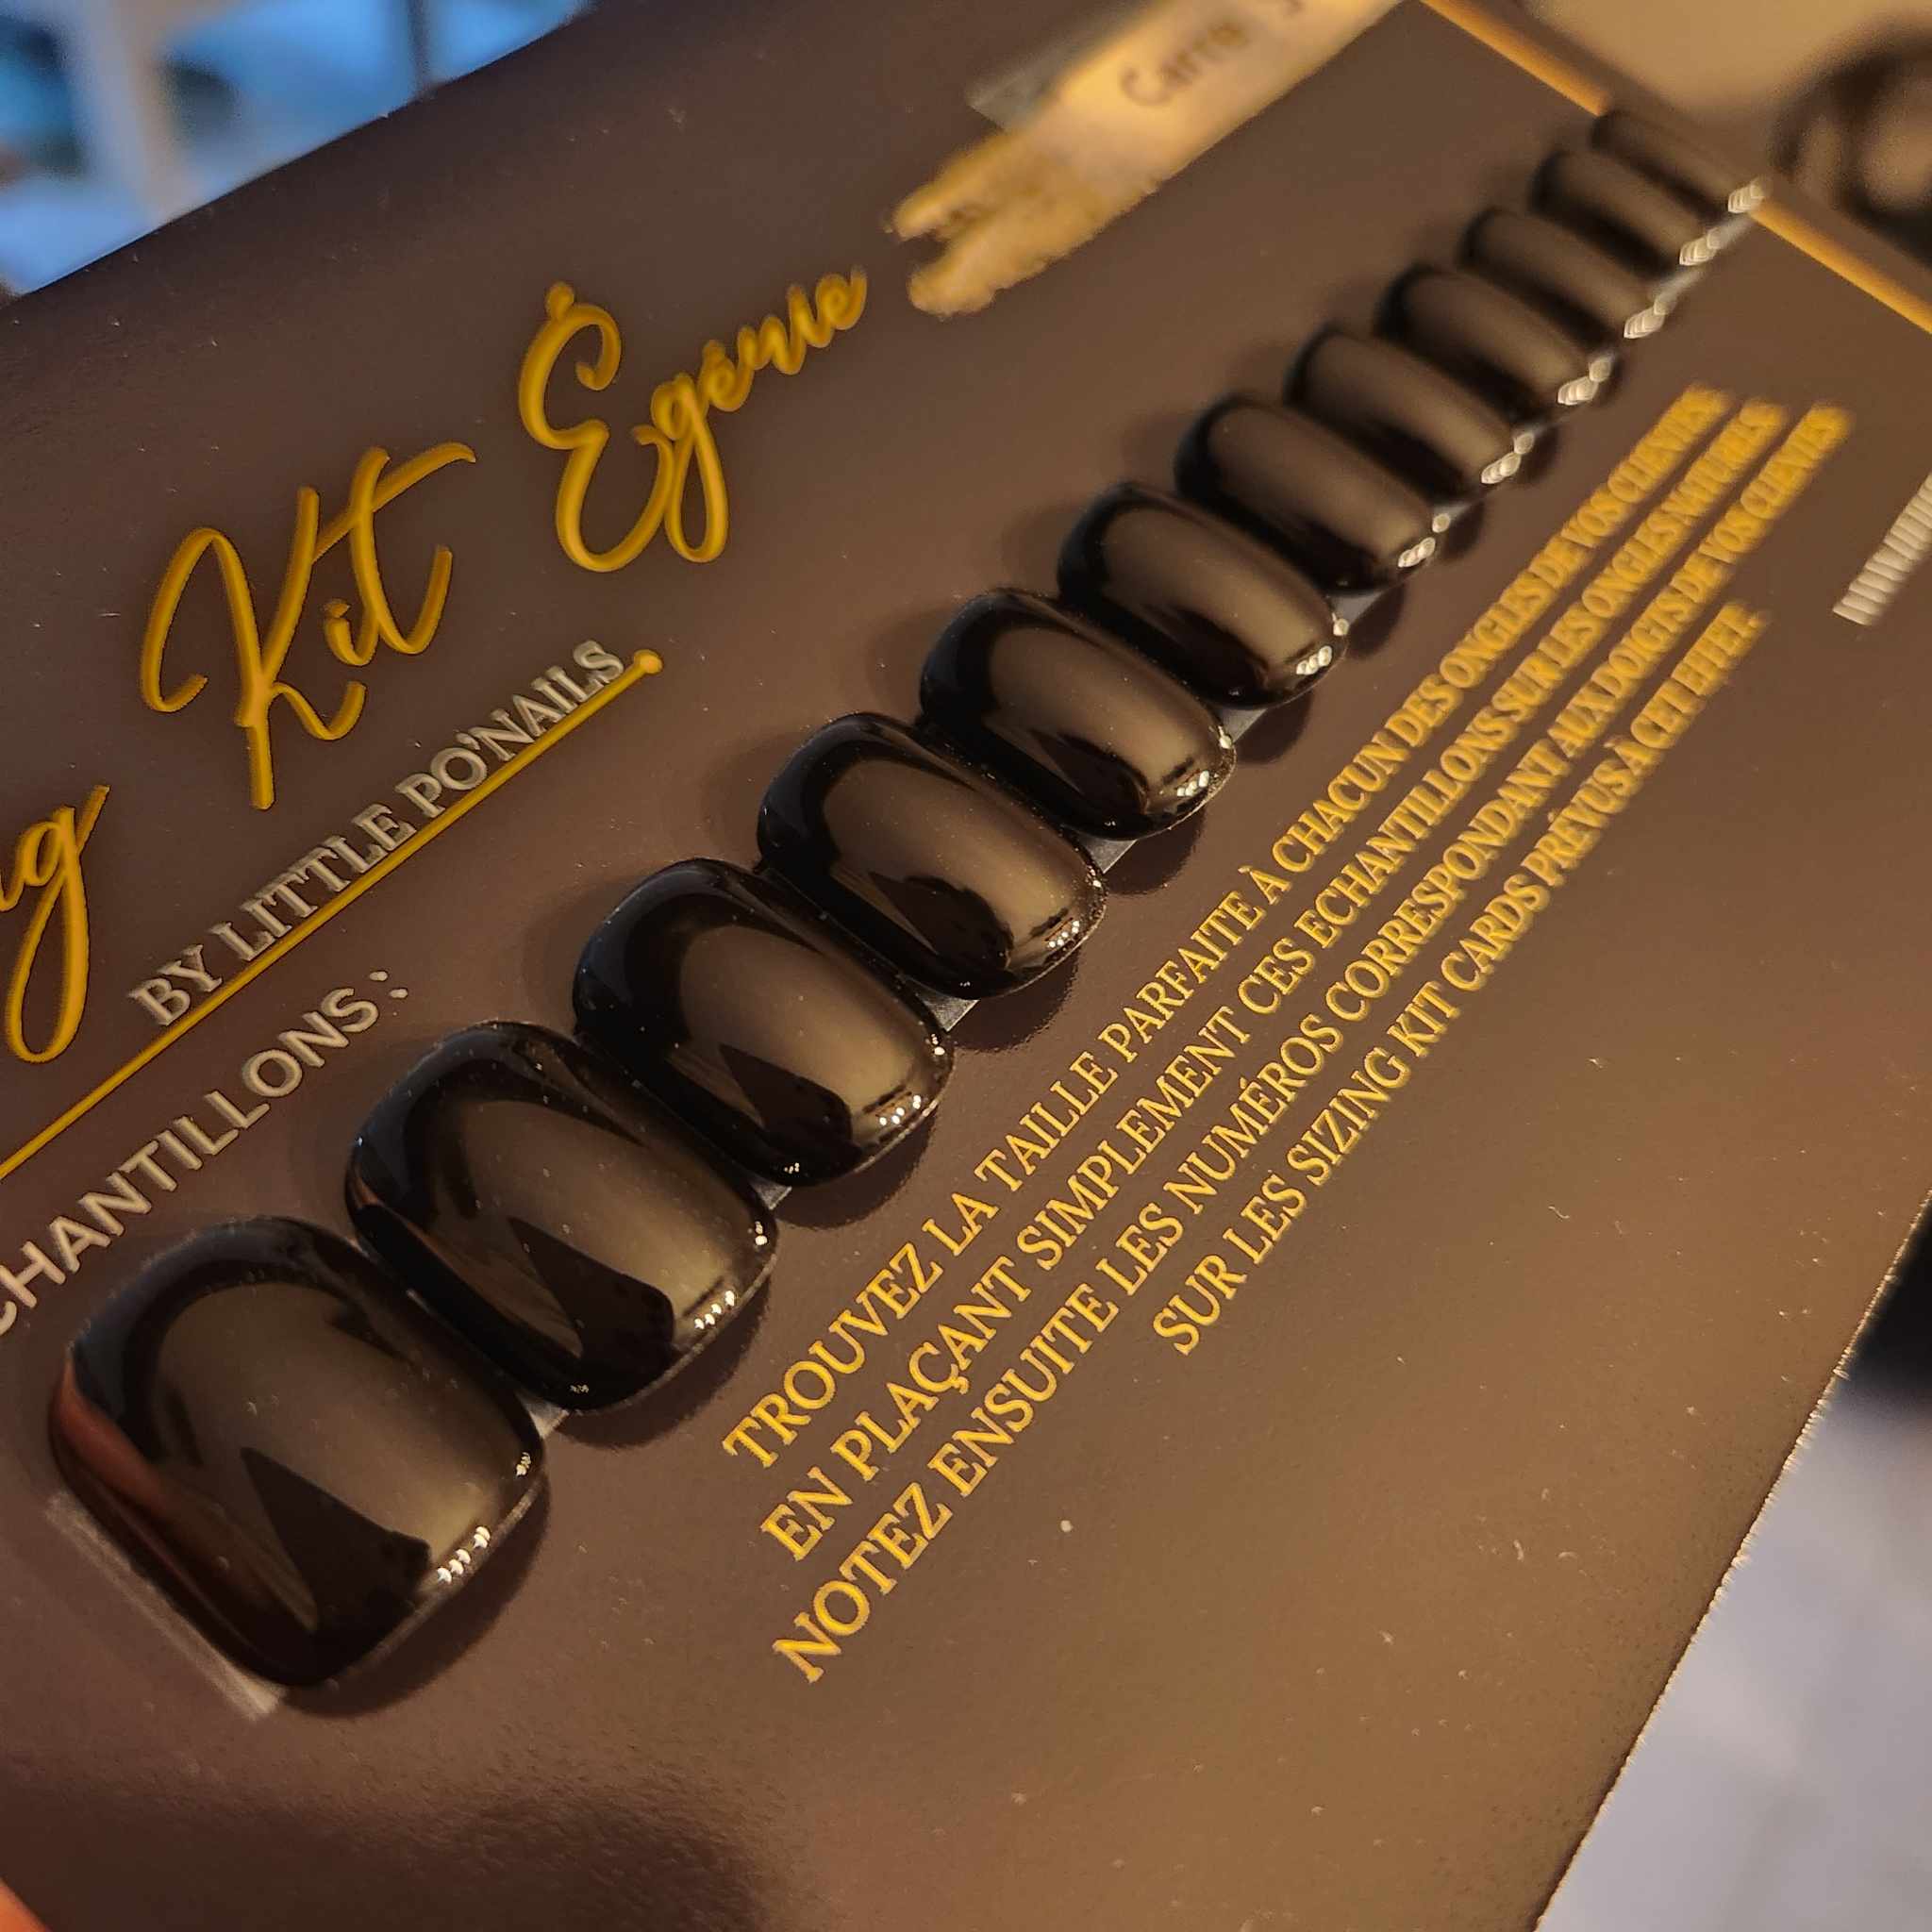 Carré
g Kit Égérie
BY LITTLE PO'NAILS
CHANTILLONS :
TROUVEZ LA TAILLE PARFAITE À CHACUN DES ONGLES DE VOS CLIENTES
EN PLAÇANT SIMPLEMENT CES ECHANTILLONS SUR LES ONGLES NATURELS
NOTEZ ENSUITE LES NUMÉROS CORRESPONDANT AUX DOIGTS DE VOS CLIENTES
SUR LES SIZING KIT CARDS PRÉVUS À CET EFFET.